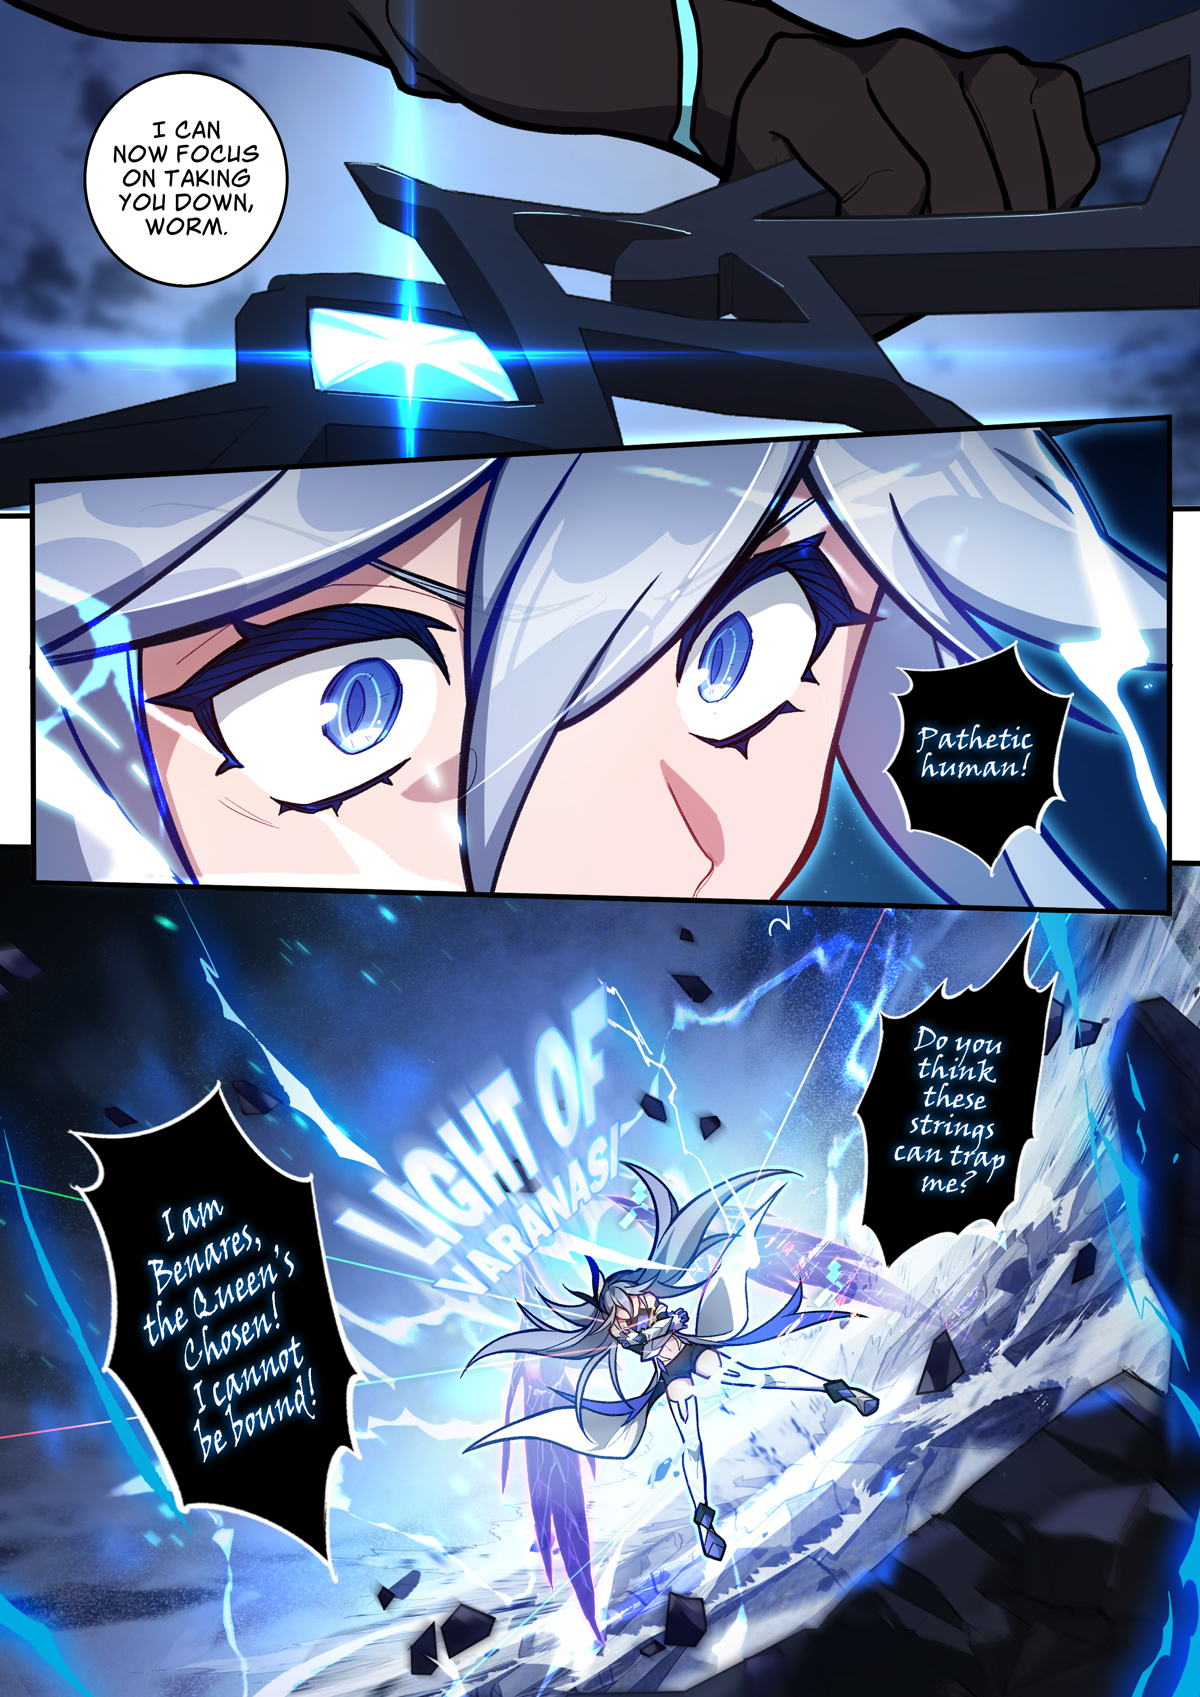 I CAN
NOW FOCUS
ON TAKING
YOU DOWN,
WORM.
Pathetic
human!
Do you
think
these
strings
can trap
me?
LIGHT OF
VARANASI
I am
Benares,
the Queen's
Chosen!
I cannot
be bound!